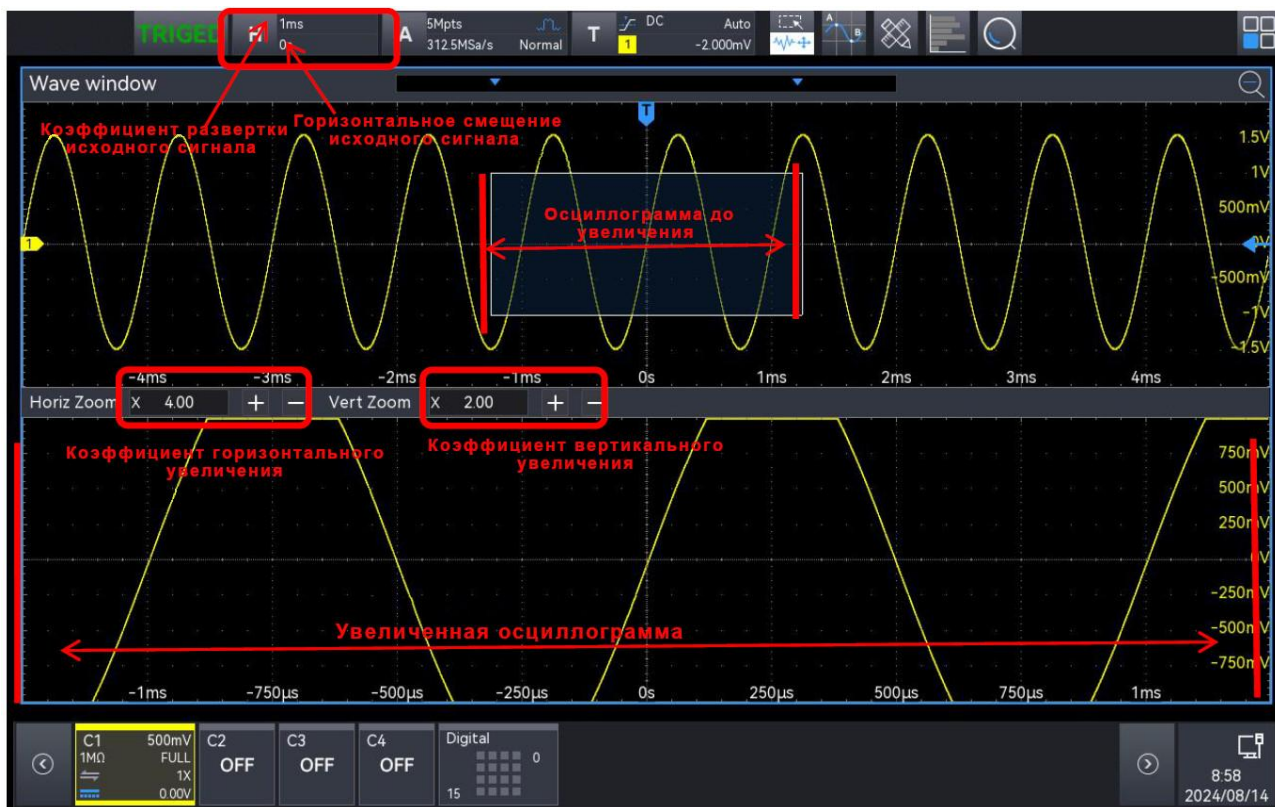 TRIGED
H
1ms
0s
A
5Mpts
312.5MSa/s
Normal
T
DC
1
Auto
-2.000mV
A
B
Wave window
T
Коэффициент развертки
исходного сигнала
Горизонтальное смещение
исходного сигнала
Осциллограмма до
увеличения
1.5V
1V
500mV
0V
-500mV
-1V
-1.5V
1
-4ms
-3ms
-2ms
-1ms
0s
1ms
2ms
3ms
4ms
Horiz Zoom X 4.00 + −
Vert Zoom X 2.00 + −
Коэффициент горизонтального
увеличения
Коэффициент вертикального
увеличения
750mV
500mV
250mV
0V
-250mV
-500mV
-750mV
Увеличенная осциллограмма
-1ms
-750µs
-500µs
-250µs
0s
250µs
500µs
750µs
1ms
C1 500mV
1MΩ FULL
1X
0.00V
C2
OFF
C3
OFF
C4
OFF
Digital
0
15
8:58
2024/08/14